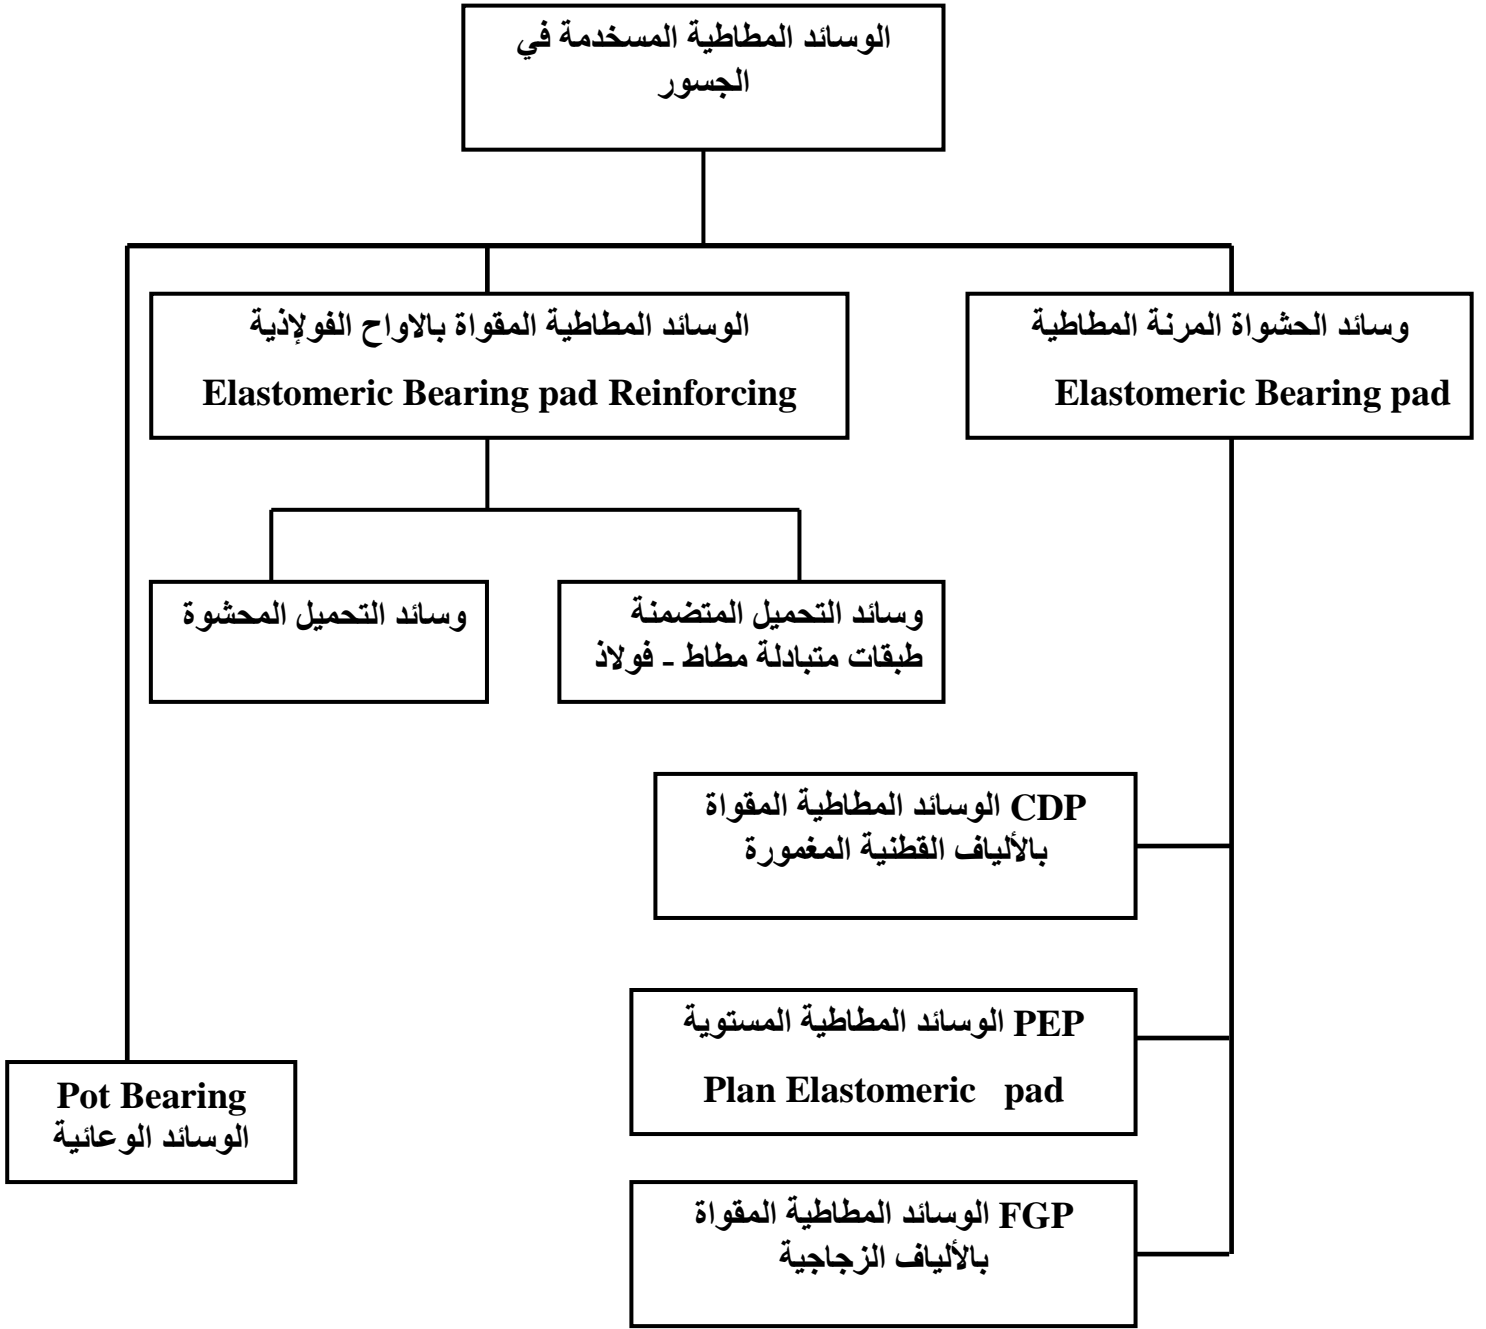 الوسائد المطاطية المسخدمة في
الجسور
وسائد الحشواة المرنة المطاطية
Elastomeric Bearing pad
الوسائد المطاطية المقواة بالاواح الفولاذية
Elastomeric Bearing pad Reinforcing
وسائد التحميل المتضمنة
طبقات متبادلة مطاط - فولاذ
وسائد التحميل المحشوة
CDP الوسائد المطاطية المقواة
بالألياف القطنية المغمورة
PEP الوسائد المطاطية المستوية
Plan Elastomeric pad
FGP الوسائد المطاطية المقواة
بالألياف الزجاجية
Pot Bearing
الوسائد الوعائية